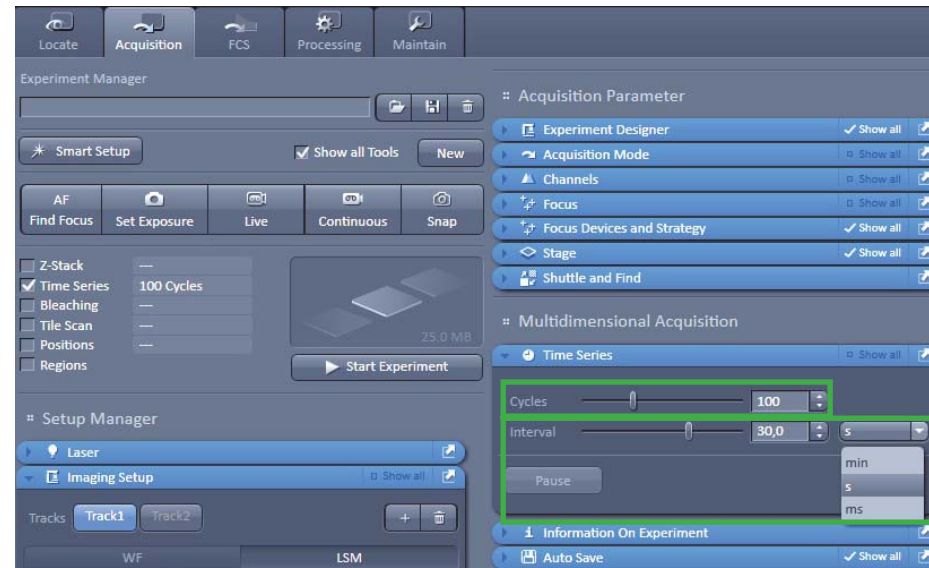 Locate Acquisition FCS Processing Maintain
Experiment Manager
Smart Setup
Show all Tools
New
AF
Find Focus
Set Exposure
Live
Continuous
Snap
Z-Stack ---
Time Series 100 Cycles
Bleaching ---
Tile Scan ---
Positions ---
Regions
25.0 MB
Start Experiment
Setup Manager
Laser
Imaging Setup Show all
Tracks Track1 Track2 +
WF LSM
Acquisition Parameter
Experiment Designer Show all
Acquisition Mode Show all
Channels Show all
Focus Show all
Focus Devices and Strategy Show all
Stage Show all
Shuttle and Find
Multidimensional Acquisition
Time Series Show all
Cycles 100
Interval 30,0 s
min
s
ms
Pause
Information On Experiment
Auto Save Show all